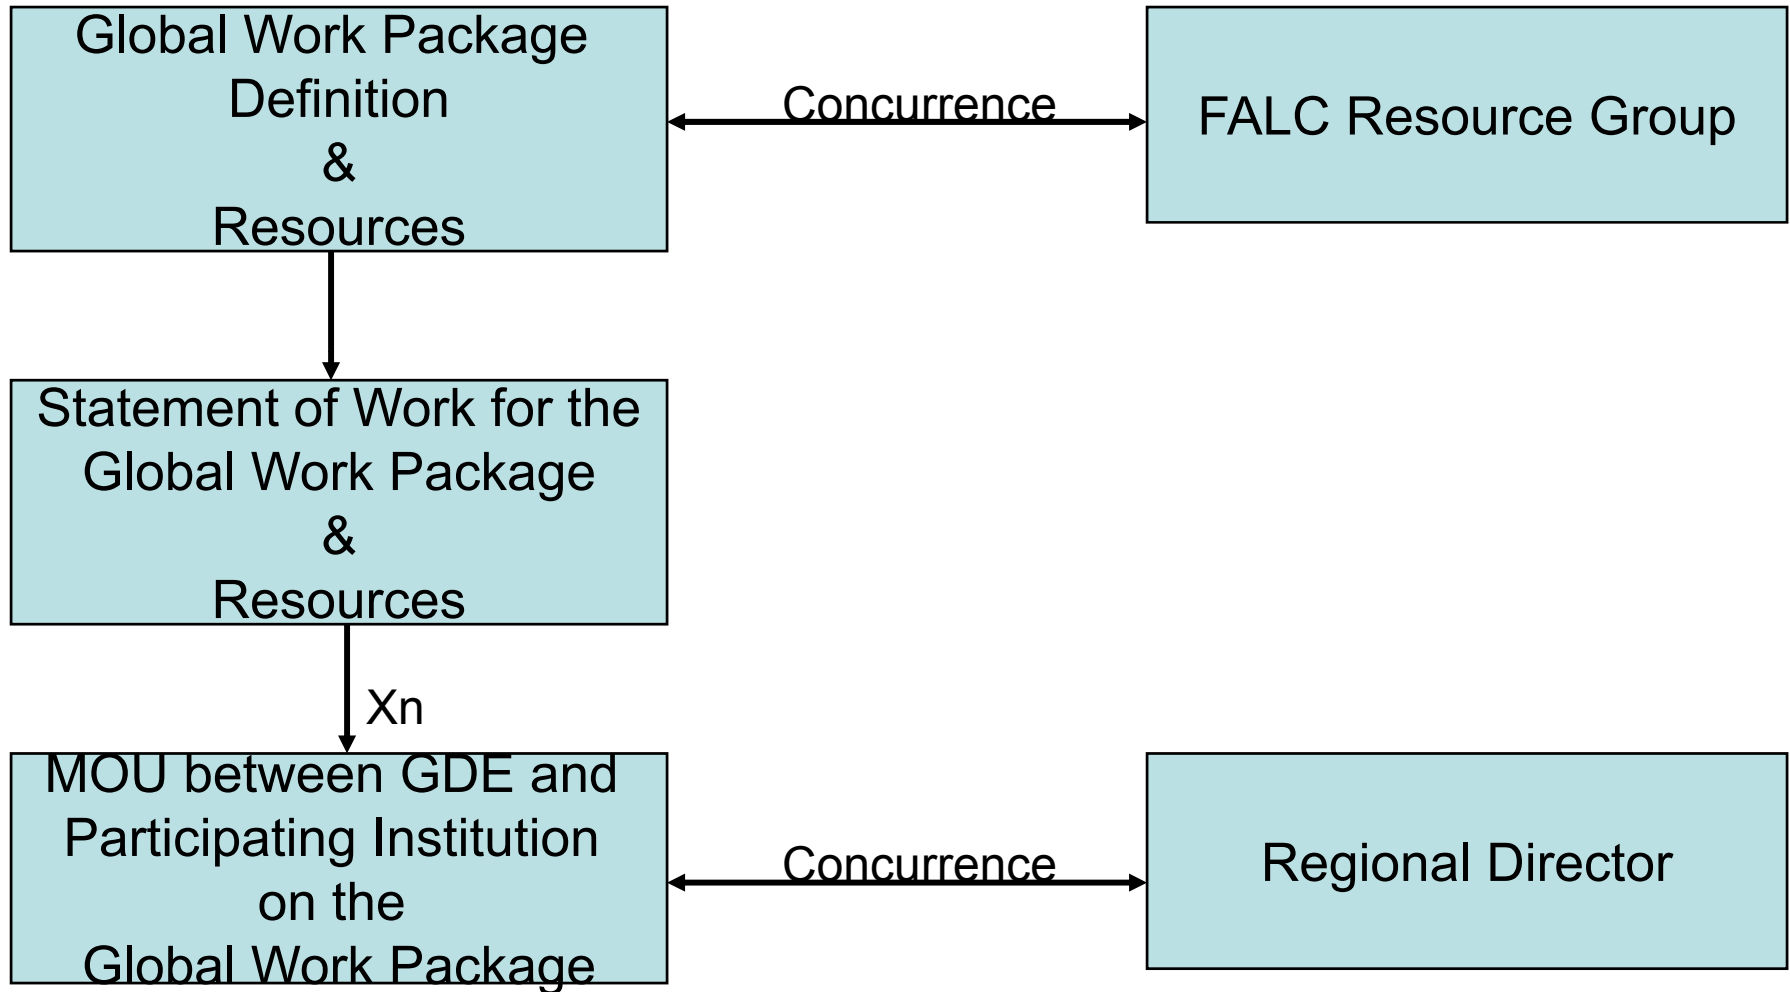 Global Work Package
Definition
&
Resources
Concurrence
FALC Resource Group
Statement of Work for the
Global Work Package
&
Resources
Xn
MOU between GDE and
Participating Institution
on the
Global Work Package
Concurrence
Regional Director